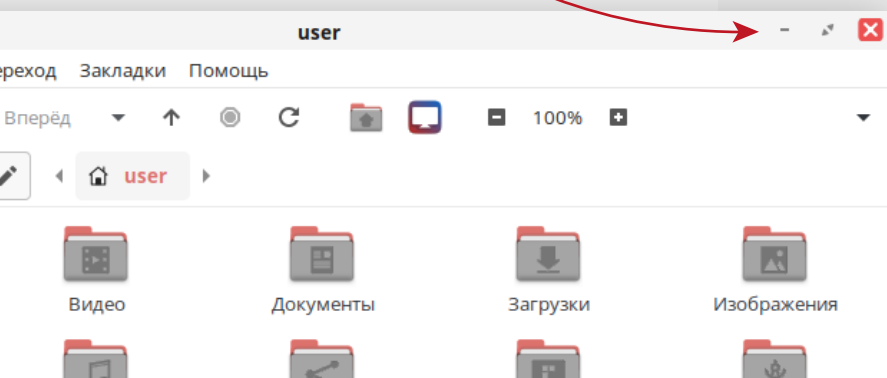 user
ереход Закладки Помощь
Вперёд 100%
user
Видео Документы Загрузки Изображения